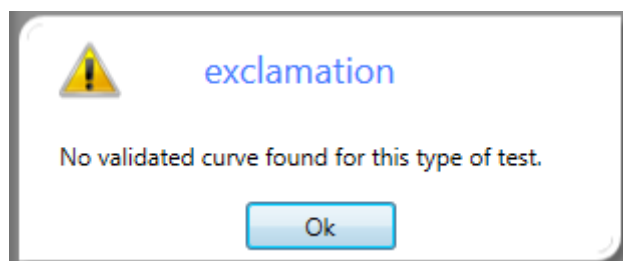 exclamation
No validated curve found for this type of test.
Ok